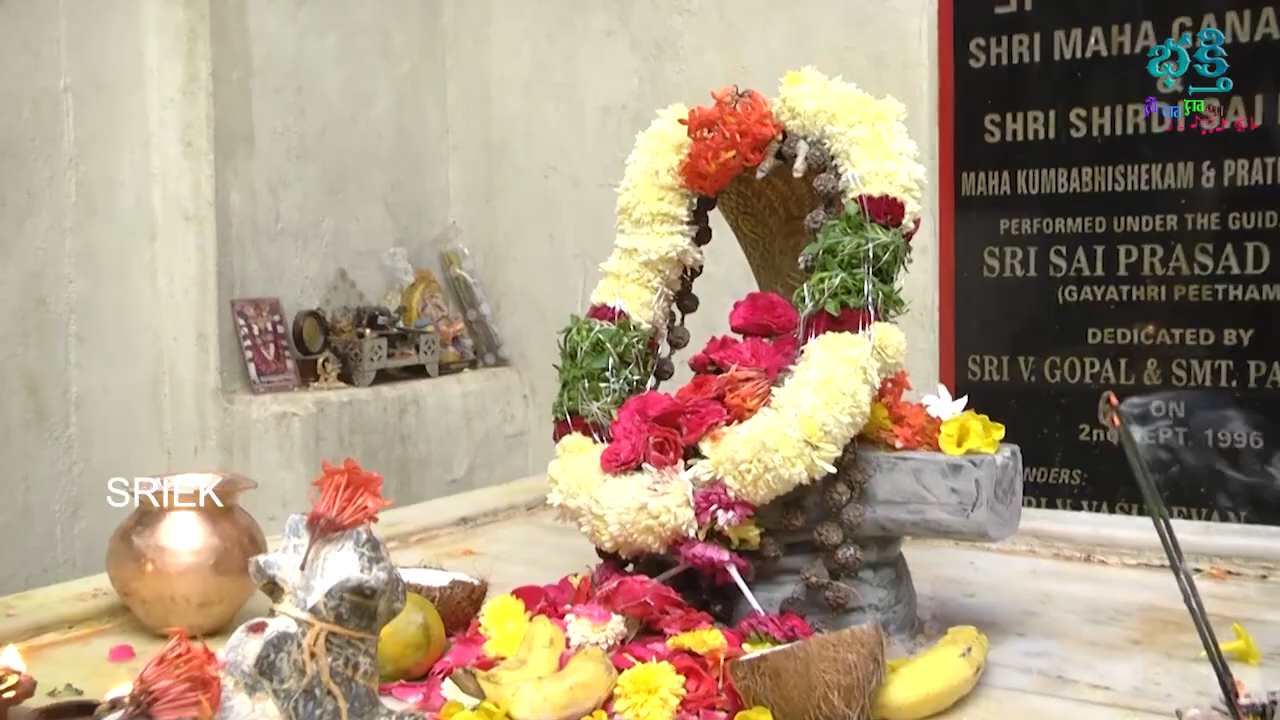 SHRI MAHA GANA
&
SHRI SHIRDI SAI
MAHA KUMBABHISHEKAM & PRATI
PERFORMED UNDER THE GUID
SRI SAI PRASAD
(GAYATHRI PEETHAM
DEDICATED BY
SRI V. GOPAL & SMT. PA
ON
2nd SEPT. 1996
భక్తి
SRIEK